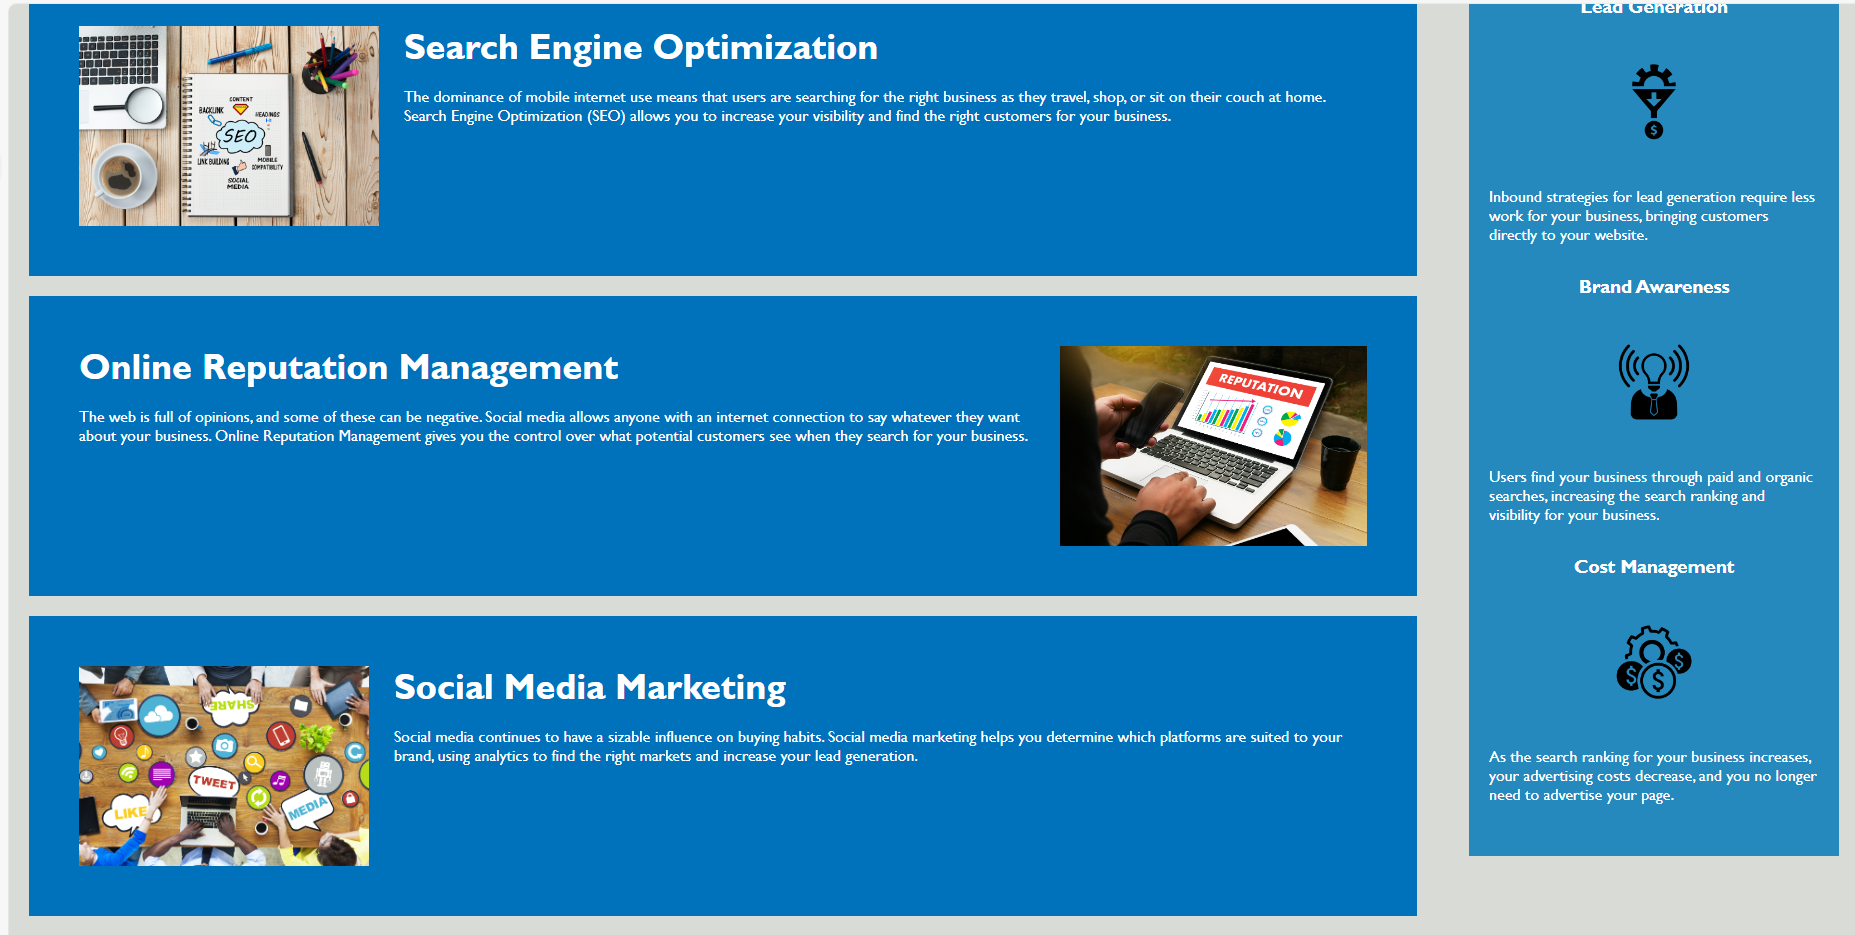 Search Engine Optimization
The dominance of mobile internet use means that users are searching for the right business as they travel, shop, or sit on their couch at home.
Search Engine Optimization (SEO) allows you to increase your visibility and find the right customers for your business.
CONTENT
BACKLINK
HEADINGS
SEO
LINK BUILDING
MOBILE
COMPATIBILITY
SOCIAL
MEDIA
Online Reputation Management
The web is full of opinions, and some of these can be negative. Social media allows anyone with an internet connection to say whatever they want
about your business. Online Reputation Management gives you the control over what potential customers see when they search for your business.
REPUTATION
Social Media Marketing
Social media continues to have a sizable influence on buying habits. Social media marketing helps you determine which platforms are suited to your
brand, using analytics to find the right markets and increase your lead generation.
SHARE
TWEET
LIKE
MEDIA
Lead Generation
Inbound strategies for lead generation require less
work for your business, bringing customers
directly to your website.
Brand Awareness
Users find your business through paid and organic
searches, increasing the search ranking and
visibility for your business.
Cost Management
As the search ranking for your business increases,
your advertising costs decrease, and you no longer
need to advertise your page.